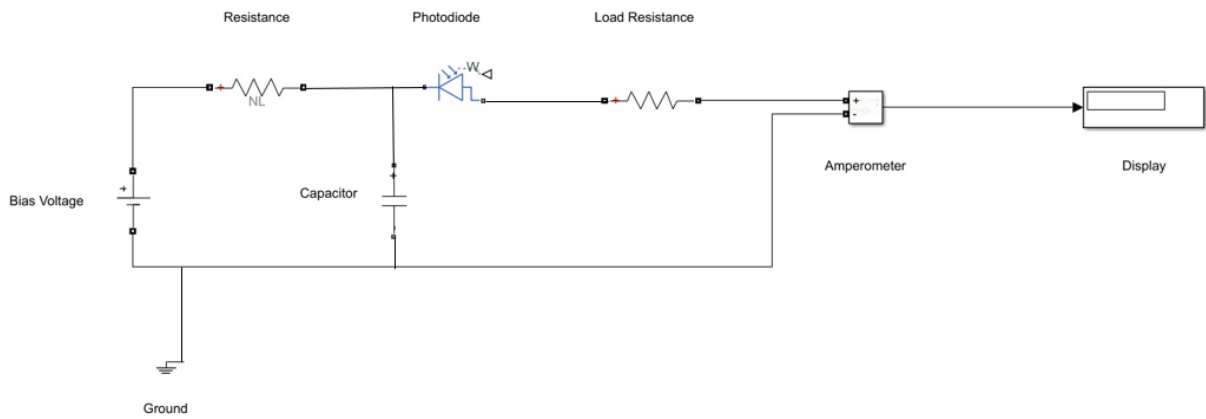 Resistance
Photodiode
Load Resistance
W
+
+
NL
+
-
Amperometer
Display
+
Bias Voltage
+
Capacitor
Ground